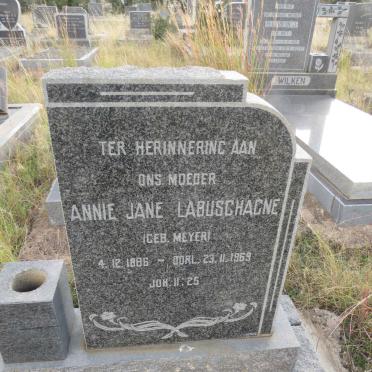 TER HERINNERING AAN
ONS MOEDER
ANNIE JANE LABUSCHAGNE
(GEB. MEYER)
4.12.1886 - OORL. 23.11.1969
JOH. 11:25
WILKEN